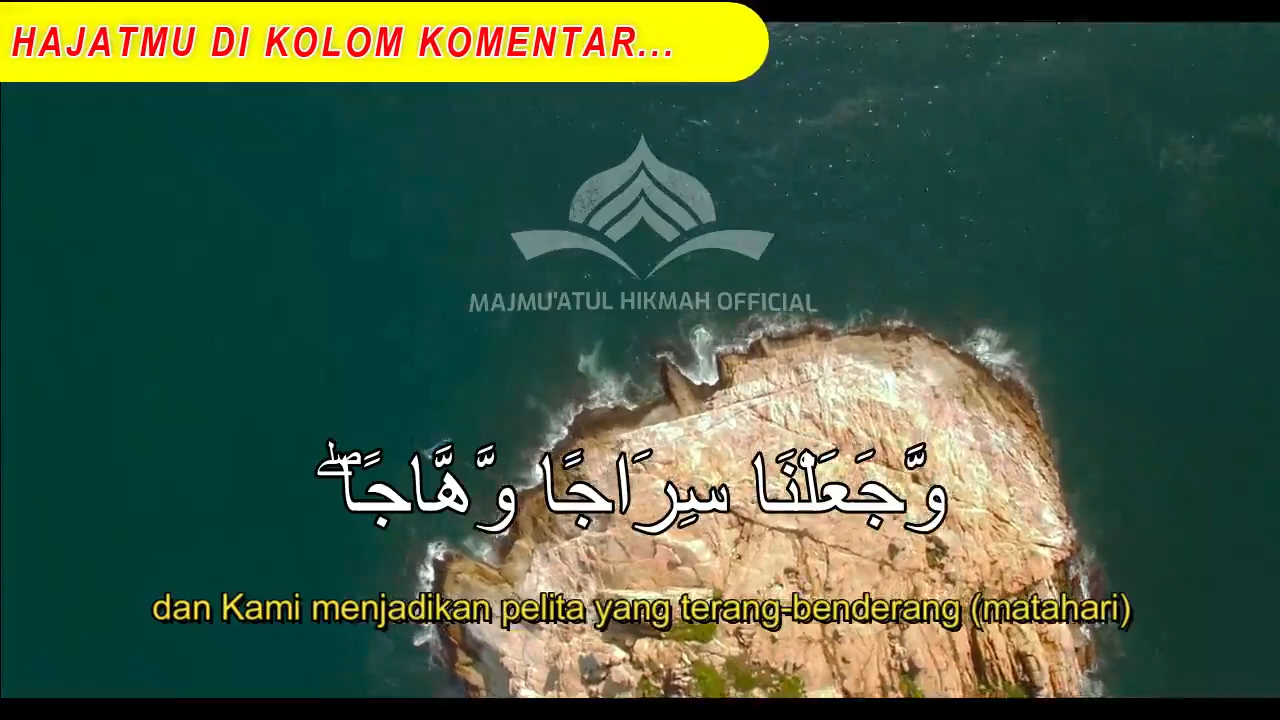 HAJATMU DI KOLOM KOMENTAR...
MAJMU'ATUL HIKMAH OFFICIAL
وَّجَعَلْنَا سِرَاجًا وَّهَّاجًاۖ
dan Kami menjadikan pelita yang terang-benderang (matahari)